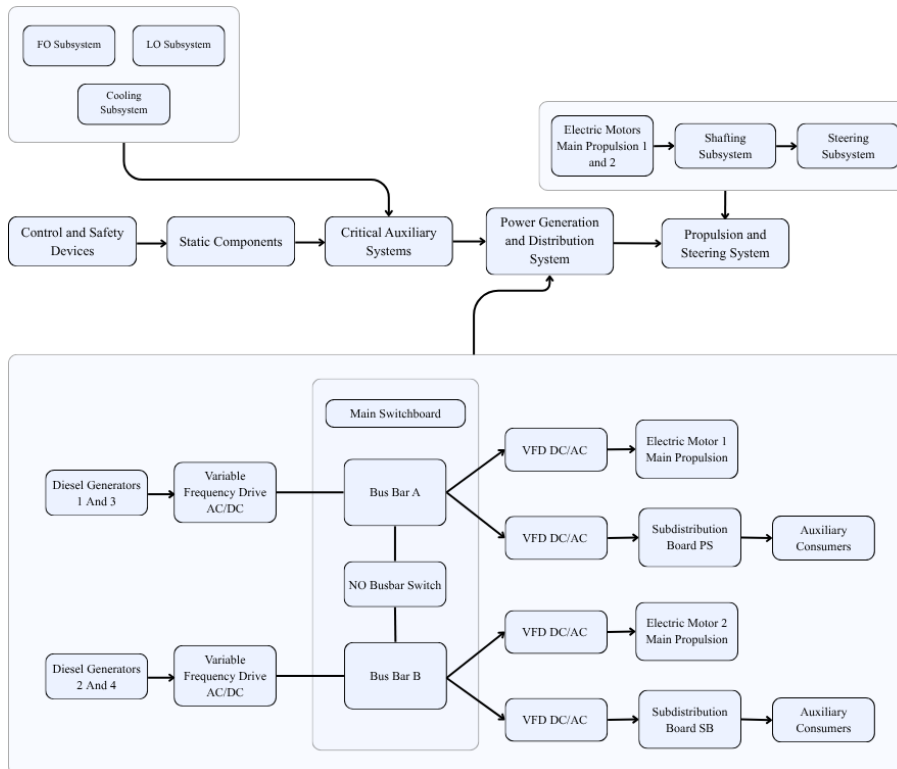 FO Subsystem
LO Subsystem
Cooling
Subsystem
Electric Motors
Main Propulsion 1
and 2
Shafting
Subsystem
Steering
Subsystem
Control and Safety
Devices
Static Components
Critical Auxiliary
Systems
Power Generation
and Distribution
System
Propulsion and
Steering System
Main Switchboard
Diesel Generators
1 And 3
Variable
Frequency Drive
AC/DC
Bus Bar A
VFD DC/AC
Electric Motor 1
Main Propulsion
VFD DC/AC
Subdistribution
Board PS
Auxiliary
Consumers
NO Busbar Switch
Diesel Generators
2 And 4
Variable
Frequency Drive
AC/DC
Bus Bar B
VFD DC/AC
Electric Motor 2
Main Propulsion
VFD DC/AC
Subdistribution
Board SB
Auxiliary
Consumers